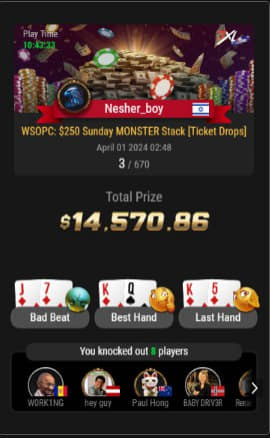 Play Time
10:43:33
XL
Nesher_boy
WSOPC: $250 Sunday MONSTER Stack [Ticket Drops]
April 01 2024 02:48
3 / 670
Total Prize
$14,570.86
J 7
K Q
K 5
Bad Beat
Best Hand
Last Hand
You knocked out 8 players
W0RK1NG
hey guy
Paul Hong
BABY DRIV3R
Rena